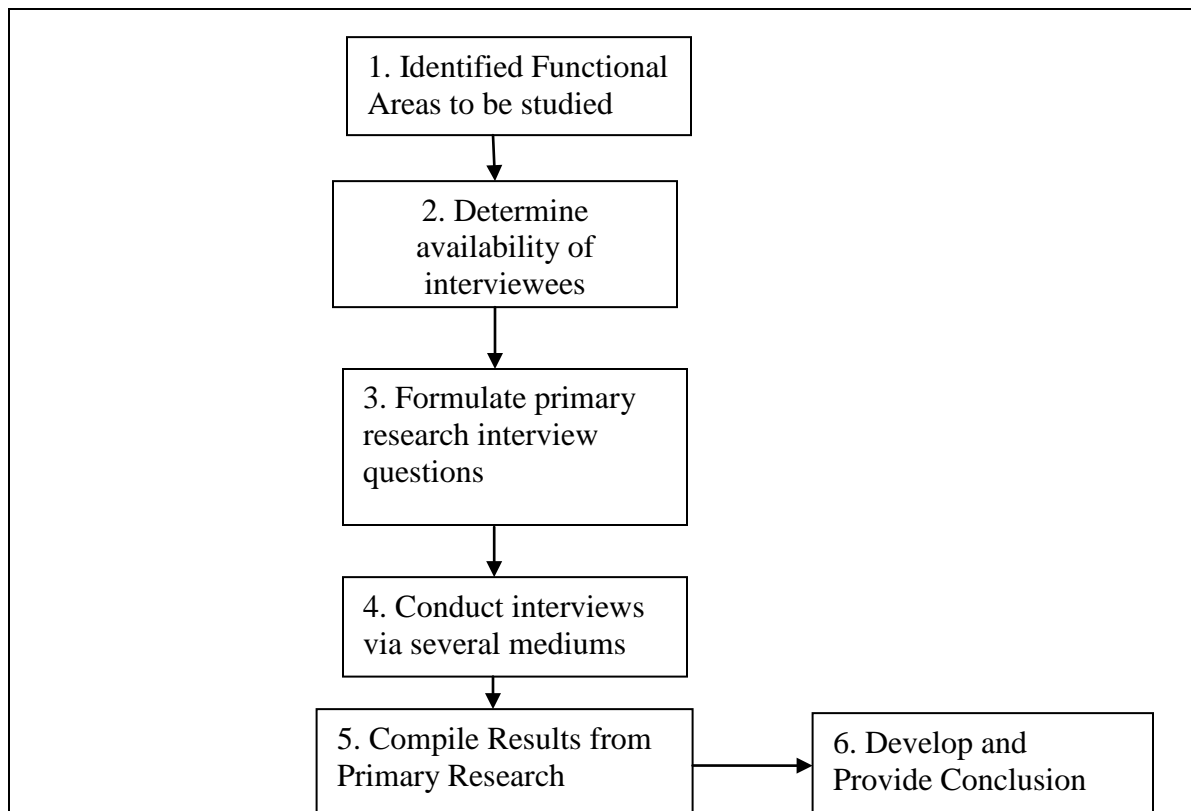 1. Identified Functional
Areas to be studied
2. Determine
availability of
interviewees
3. Formulate primary
research interview
questions
4. Conduct interviews
via several mediums
5. Compile Results from
Primary Research
6. Develop and
Provide Conclusion